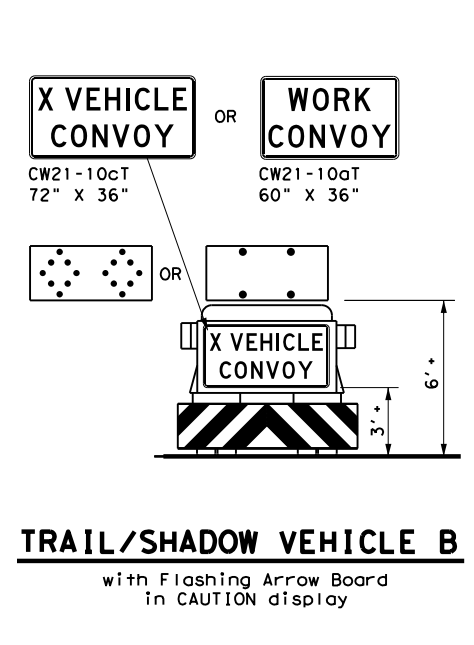 X VEHICLE
CONVOY
OR
WORK
CONVOY
CW21-10cT
72" X 36"
CW21-10aT
60" X 36"
OR
X VEHICLE
CONVOY
3'+
6'+
TRAIL/SHADOW VEHICLE B
with Flashing Arrow Board
in CAUTION display